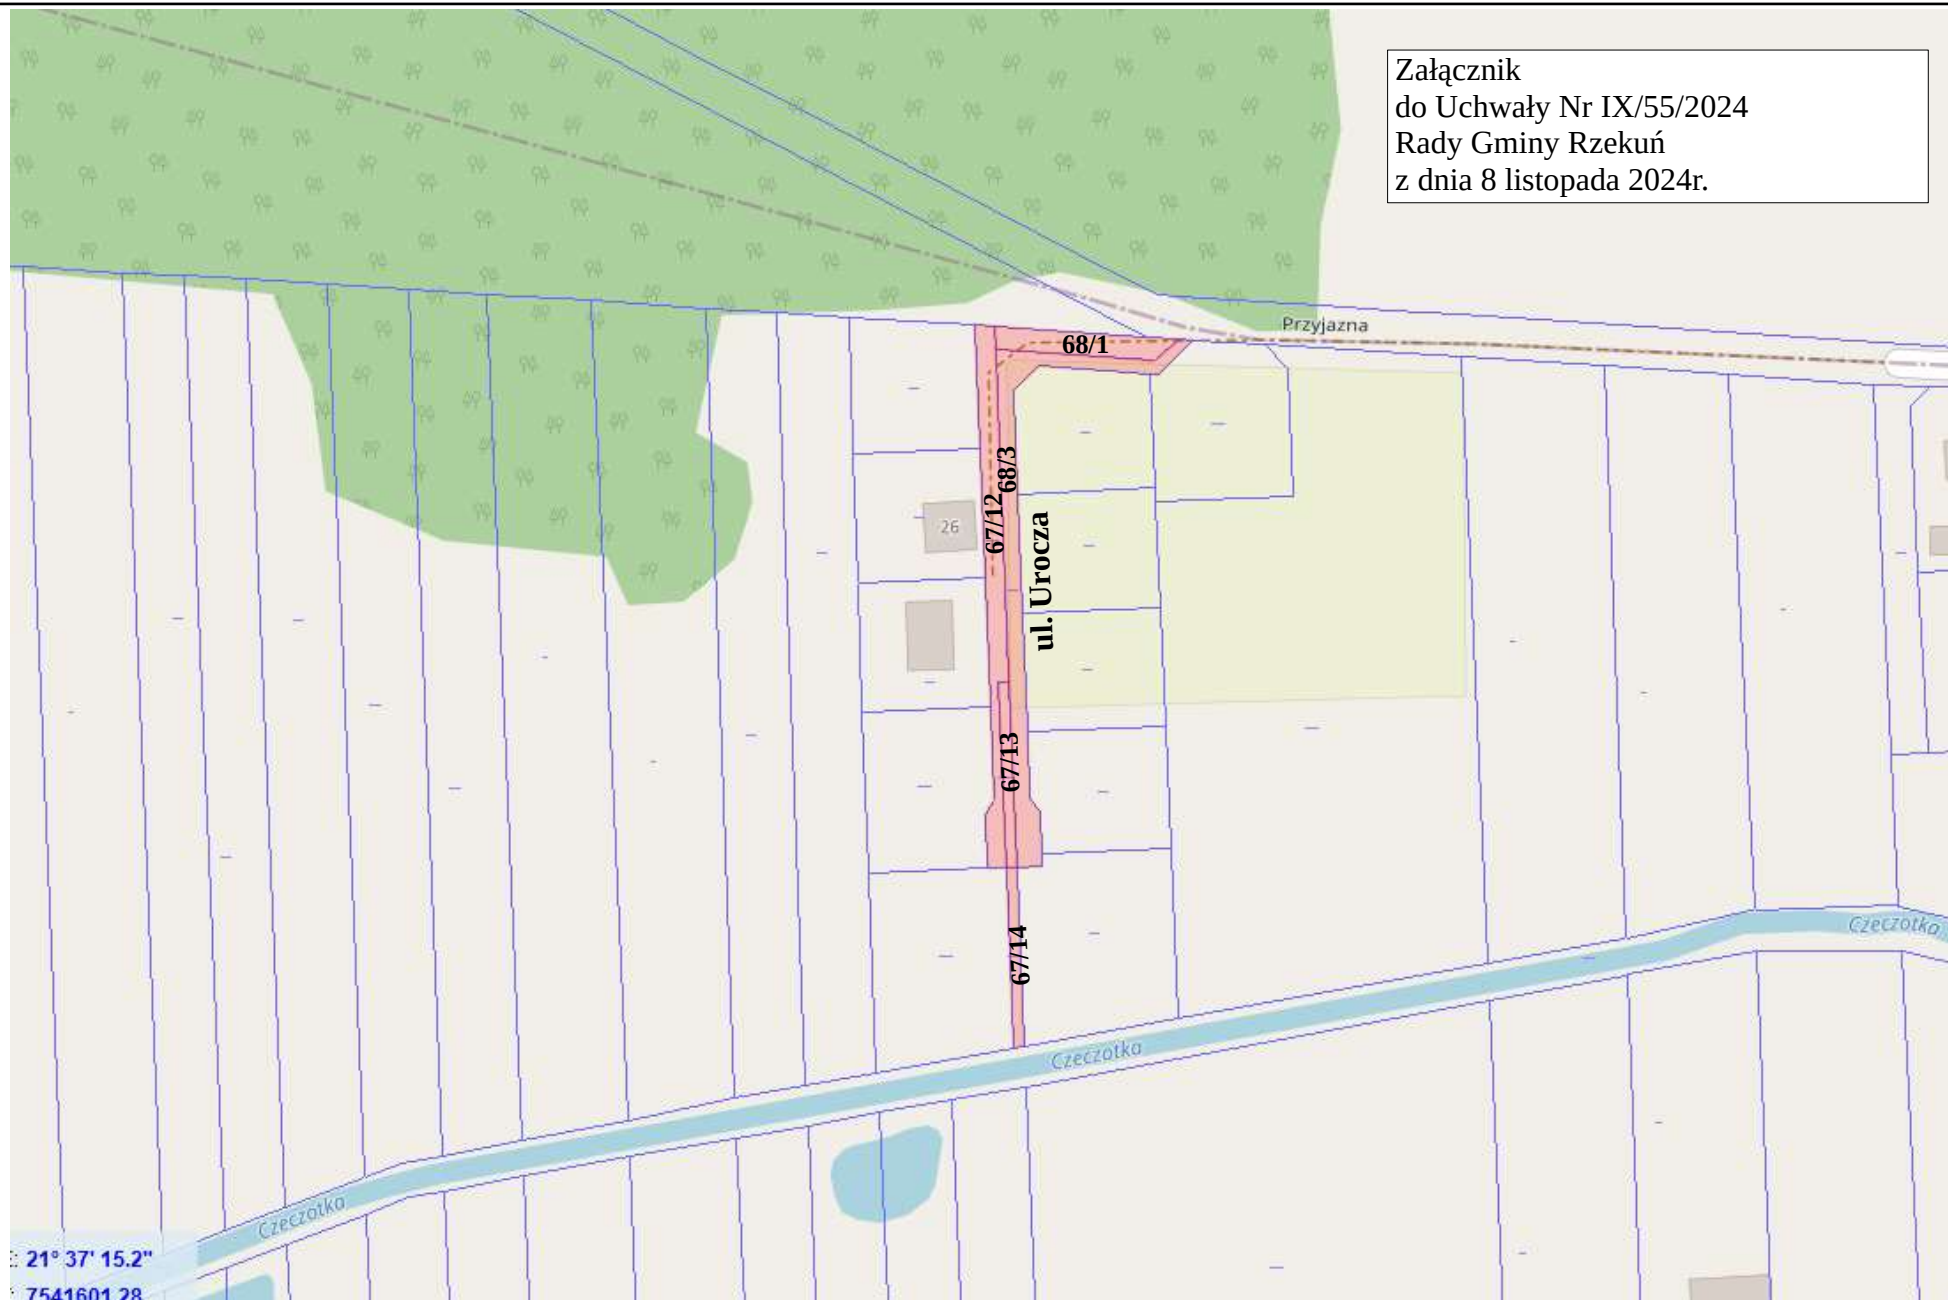 Załącznik
do Uchwały Nr IX/55/2024
Rady Gminy Rzekuń
z dnia 8 listopada 2024r.
Przyjazna
68/1
68/3
67/12
26
ul. Urocza
67/13
67/14
Czeczotka
Czeczotka
Czeczotka
E: 21° 37' 15.2"
7541601.28